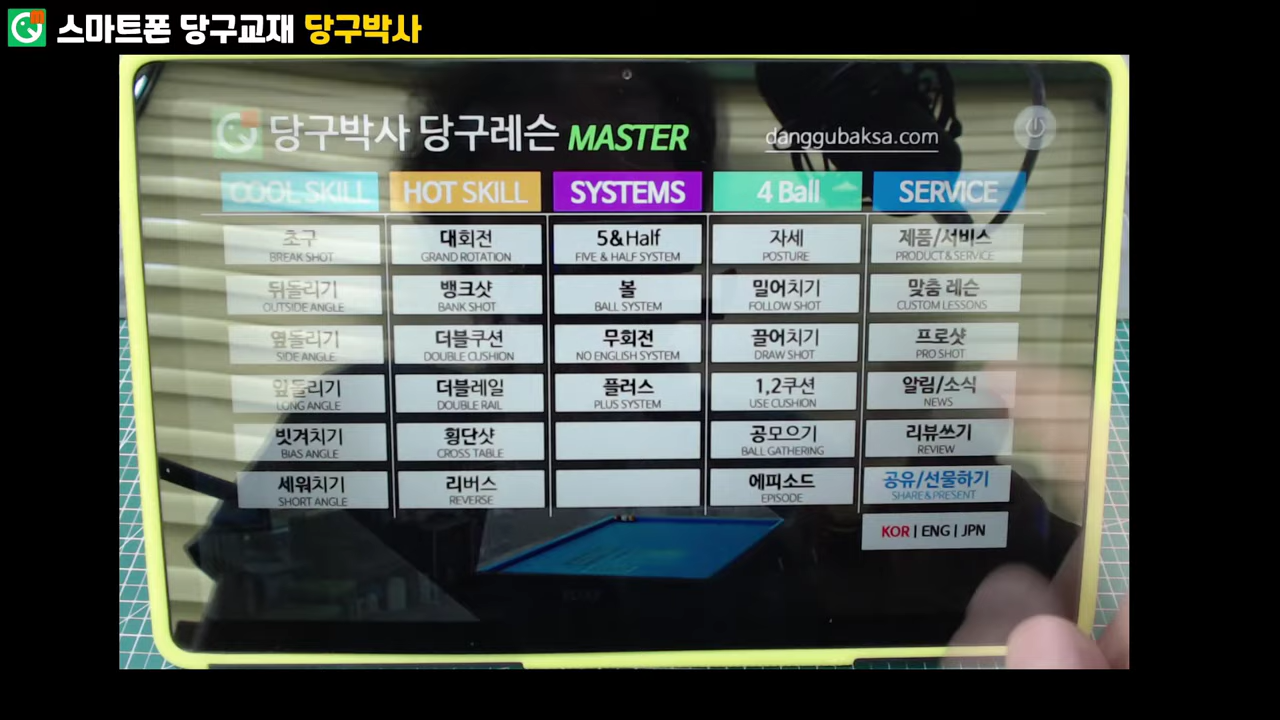 스마트폰 당구교재 당구박사
당구박사 당구레슨 MASTER
danggubaksa.com
COOL SKILL
HOT SKILL
SYSTEMS
4 Ball
SERVICE
초구
BREAK SHOT
대회전
GRAND ROTATION
5&Half
FIVE & HALF SYSTEM
자세
POSTURE
제품/서비스
PRODUCT & SERVICE
뒤돌리기
OUTSIDE ANGLE
뱅크샷
BANK SHOT
볼
BALL SYSTEM
밀어치기
FOLLOW SHOT
맞춤 레슨
CUSTOM LESSONS
옆돌리기
SIDE ANGLE
더블쿠션
DOUBLE CUSHION
무회전
NO ENGLISH SYSTEM
끌어치기
DRAW SHOT
프로샷
PRO SHOT
앞돌리기
LONG ANGLE
더블레일
DOUBLE RAIL
플러스
PLUS SYSTEM
1,2쿠션
USE CUSHION
알림/소식
NEWS
빗겨치기
BIAS ANGLE
횡단샷
CROSS TABLE
공모으기
BALL GATHERING
리뷰쓰기
REVIEW
세워치기
SHORT ANGLE
리버스
REVERSE
에피소드
EPISODE
공유/선물하기
SHARE & PRESENT
KOR | ENG | JPN